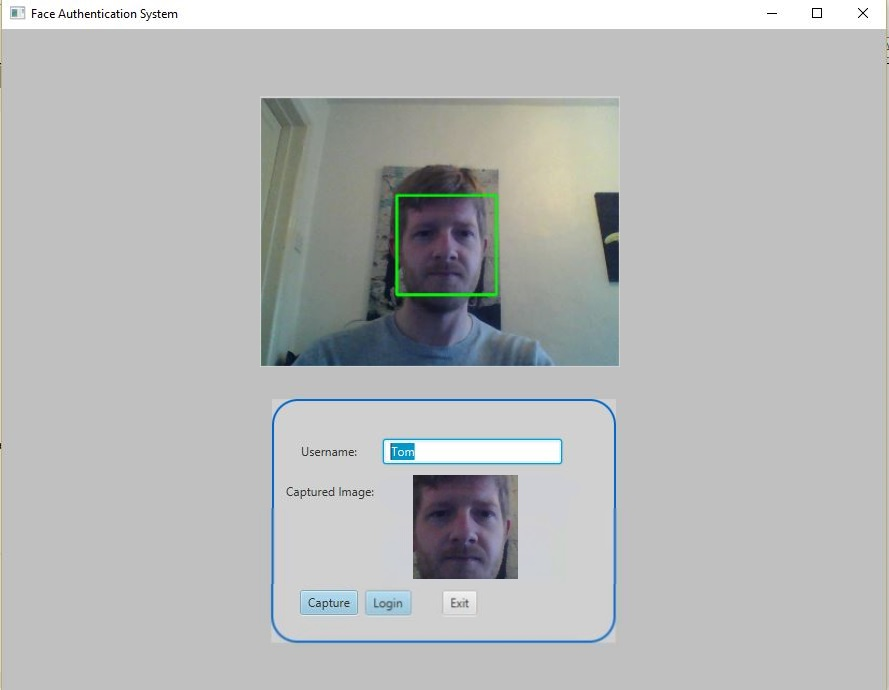 Face Authentication System
Username: Tom
Captured Image:
Capture Login Exit